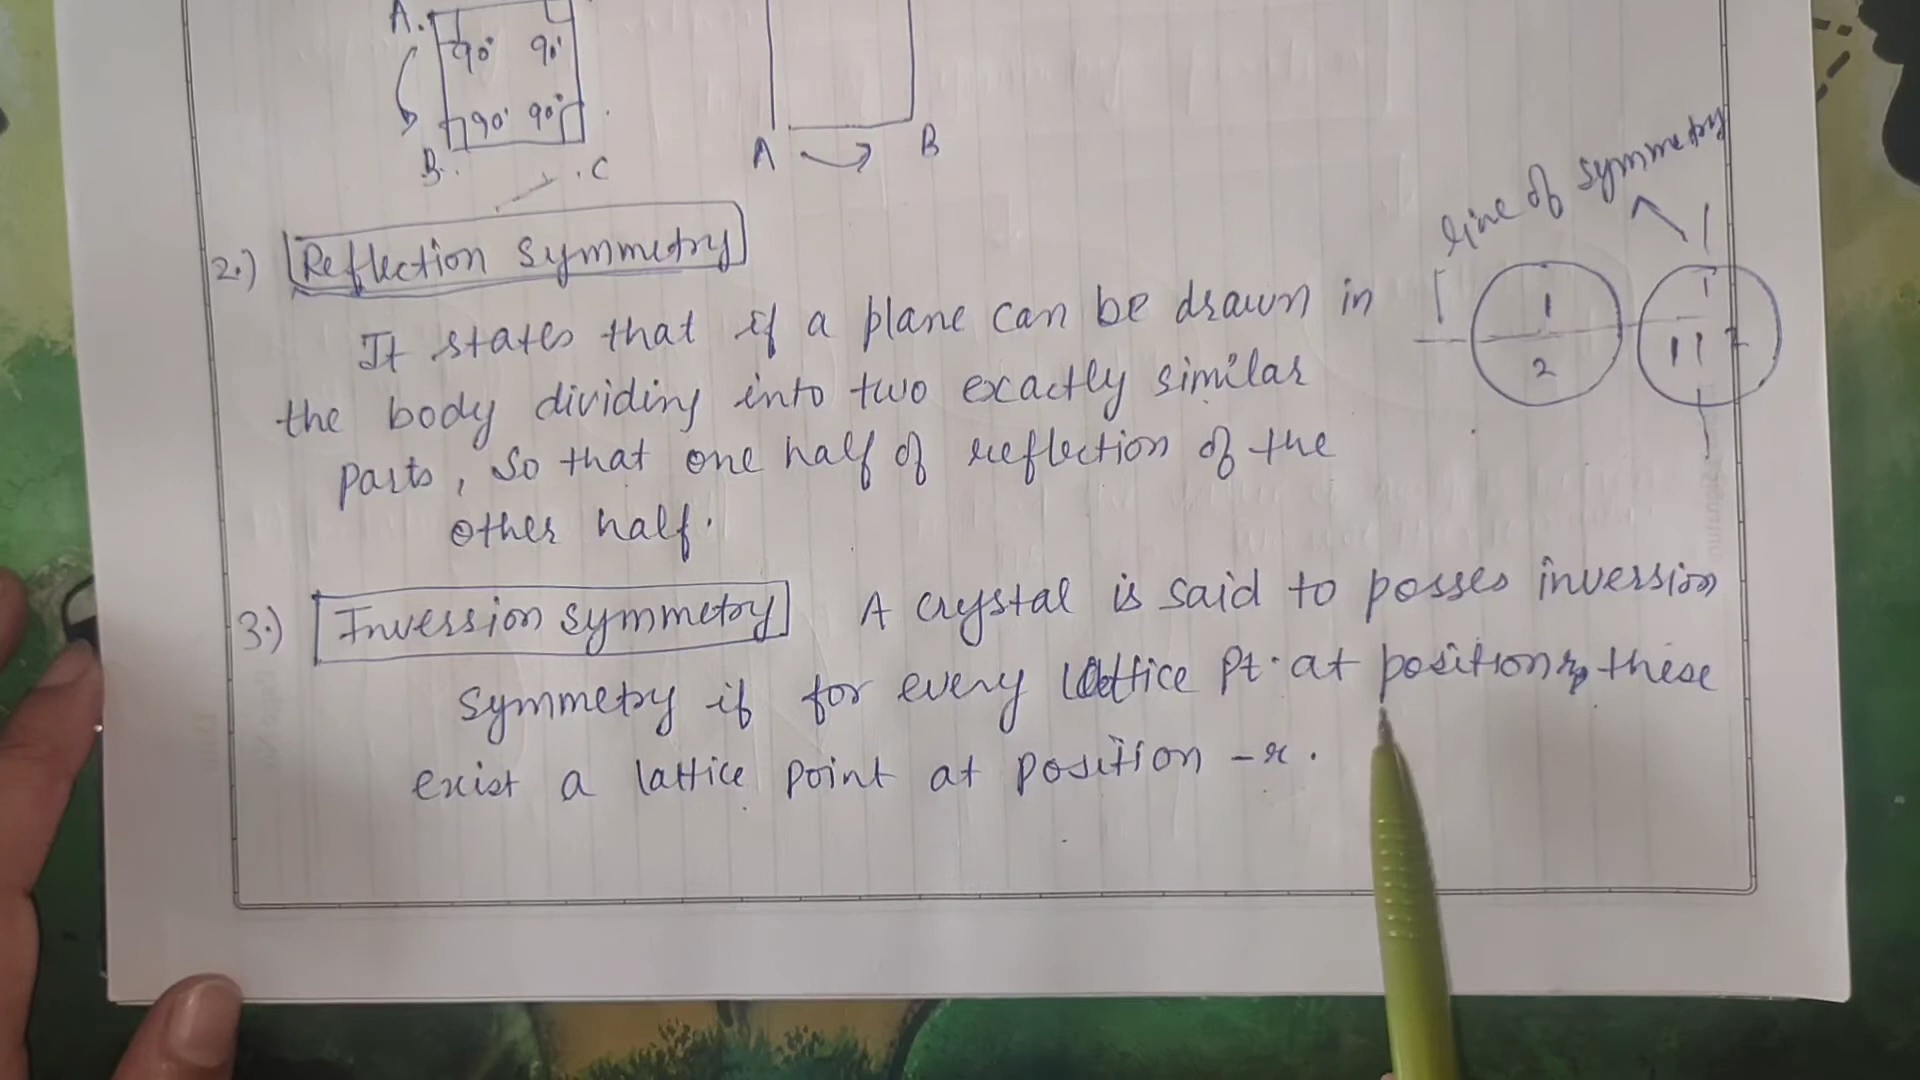 A.
90° 90°
90° 90°
B. .C
A B
line of symmetry
2.) Reflection symmetry
It states that if a plane can be drawn in
the body dividing into two exactly similar
parts, so that one half of reflection of the
other half.
1
2
1 2
3.) Inversion symmetry A crystal is said to posses inversion
symmetry if for every lattice pt. at position r, there
exist a lattice point at position -r.